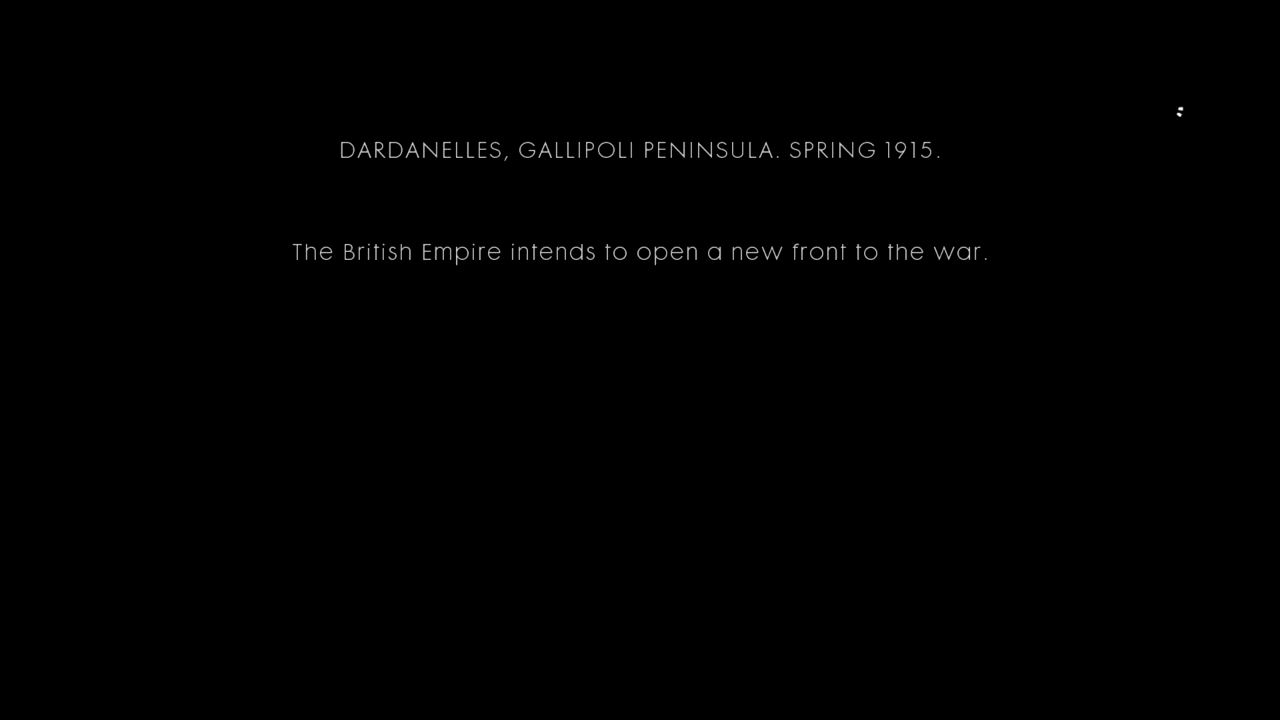 DARDANELLES, GALLIPOLI PENINSULA. SPRING 1915.
The British Empire intends to open a new front to the war.